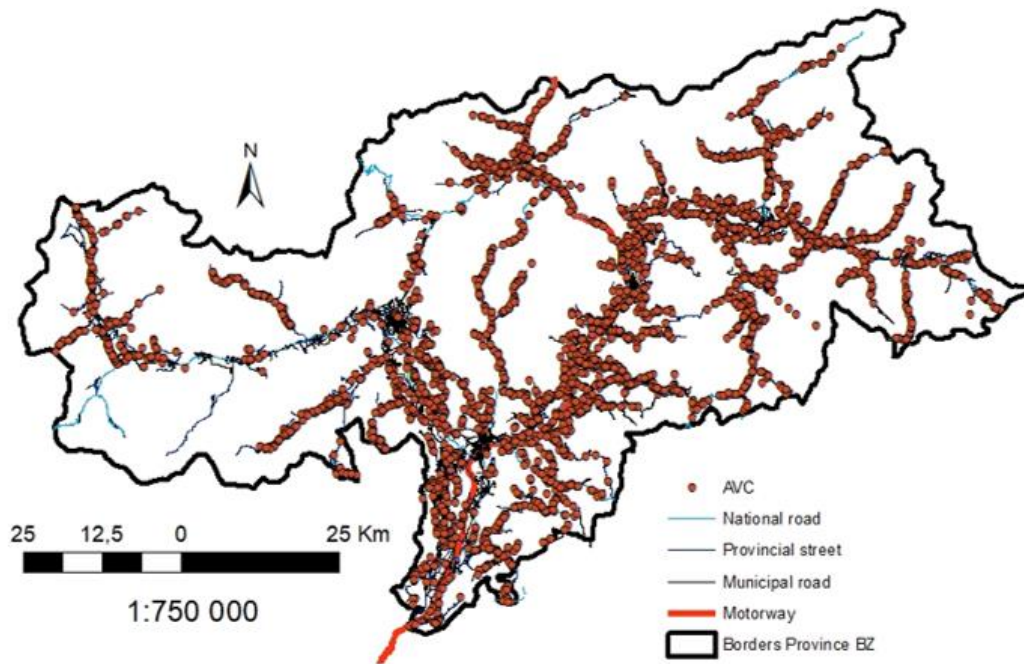 N
AVC
National road
Provincial street
Municipal road
Motorway
Borders Province BZ
25 12,5 0 25 Km
1:750 000